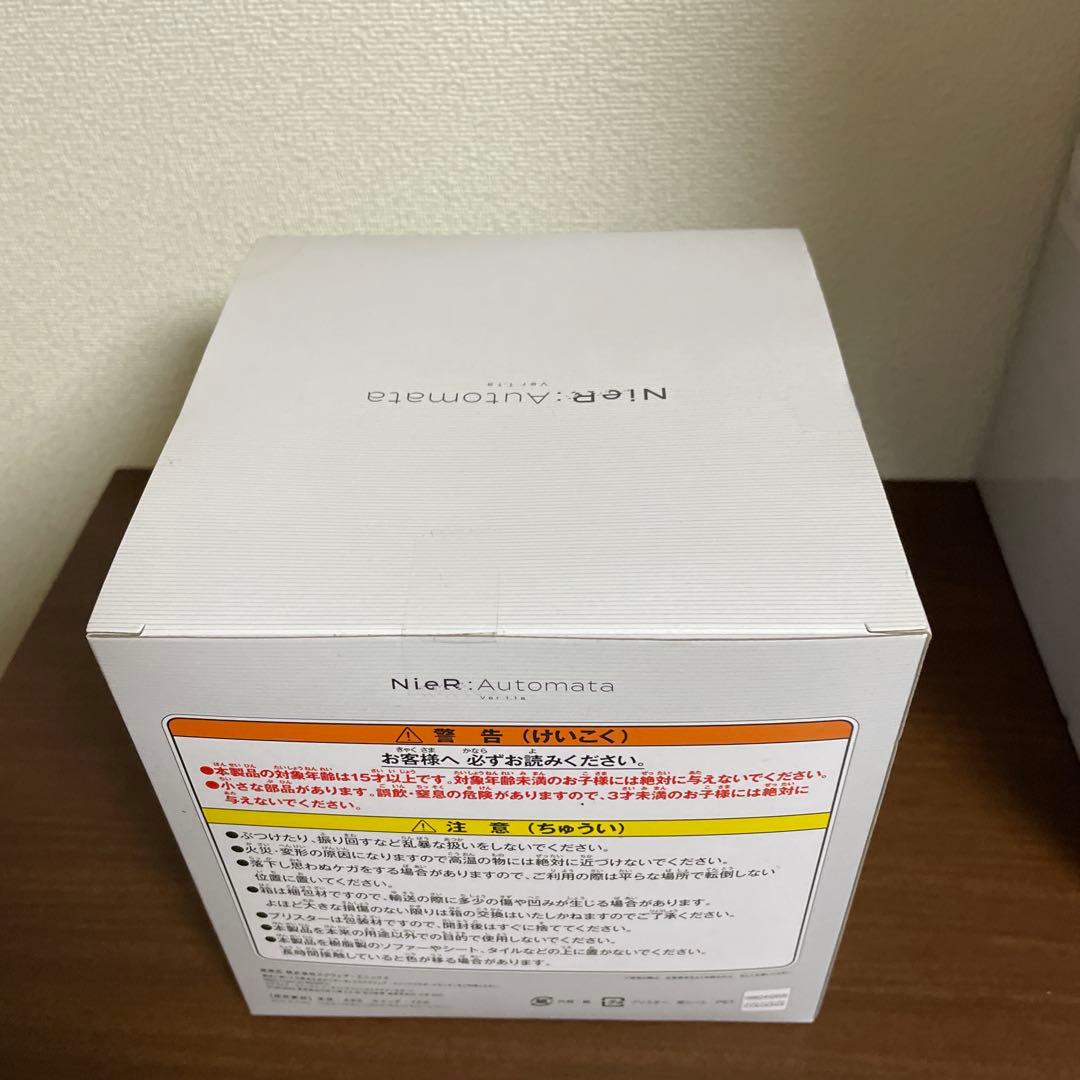 NieR:Automata
Ver1.1a
NieR:Automata
Ver1.1a
警告（けいこく）
お客様へ 必ずお読みください。
●本製品の対象年齢は15才以上です。対象年齢未満のお子様には絶対に与えないでください。
●小さな部品があります。誤飲・窒息の危険がありますので、3才未満のお子様には絶対に
与えないでください。
注意（ちゅうい）
●ぶつけたり、振り回すなど乱暴な扱いをしないでください。
●火災・変形の原因になりますので高温の物には絶対に近づけないでください。
●落下し思わぬケガをする場合がありますので、ご利用の際は平らな場所で転倒しない
位置に置いてください。
●箱は梱包材ですので、輸送の際に多少の傷や凹みが生じる場合があります。
よほど大きな損傷のない限りは箱の交換はいたしかねますのでご了承ください。
●ブリスターは包装材ですので、開封後はすぐに捨ててください。
●本製品を本来の用途以外での目的で使用しないでください。
●本製品を樹脂製のソファーやシート、タイルなどの上に置かないでください。
長時間接触していると色が移る場合があります。
発売元 株式会社スクウェア・エニックス